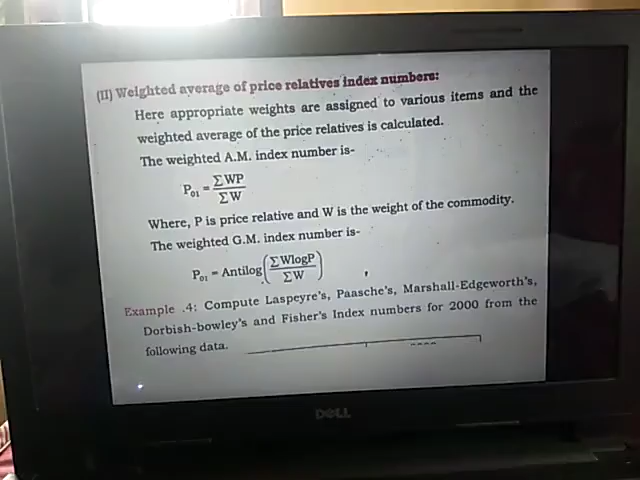 (II) Weighted average of price relatives index numbers:
Here appropriate weights are assigned to various items and the
weighted average of the price relatives is calculated.
The weighted A.M. index number is-
P₀₁ = ΣWP / ΣW
Where, P is price relative and W is the weight of the commodity.
The weighted G.M. index number is-
P₀₁ = Antilog(ΣWlogP / ΣW)
Example .4: Compute Laspeyre's, Paasche's, Marshall-Edgeworth's,
Dorbish-bowley's and Fisher's Index numbers for 2000 from the
following data.
DELL